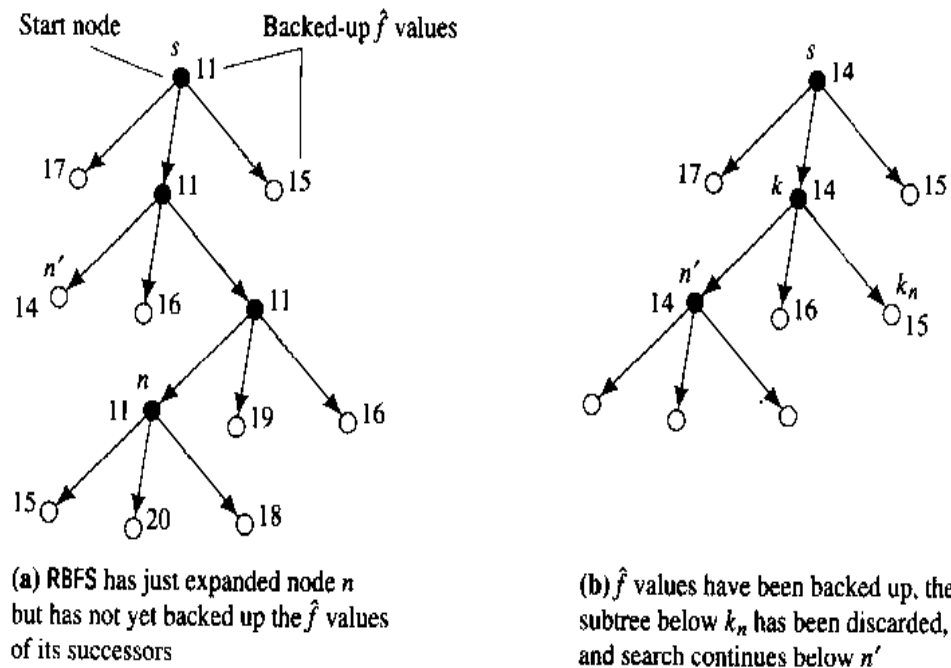 Start node
Backed-up f̂ values
s
11
17
11
15
n′
14
16
11
n
11
19
16
15
20
18
(a) RBFS has just expanded node n
but has not yet backed up the f̂ values
of its successors
s
14
17
k
14
15
n′
14
16
kₙ
15
(b) f̂ values have been backed up, the
subtree below kₙ has been discarded,
and search continues below n′